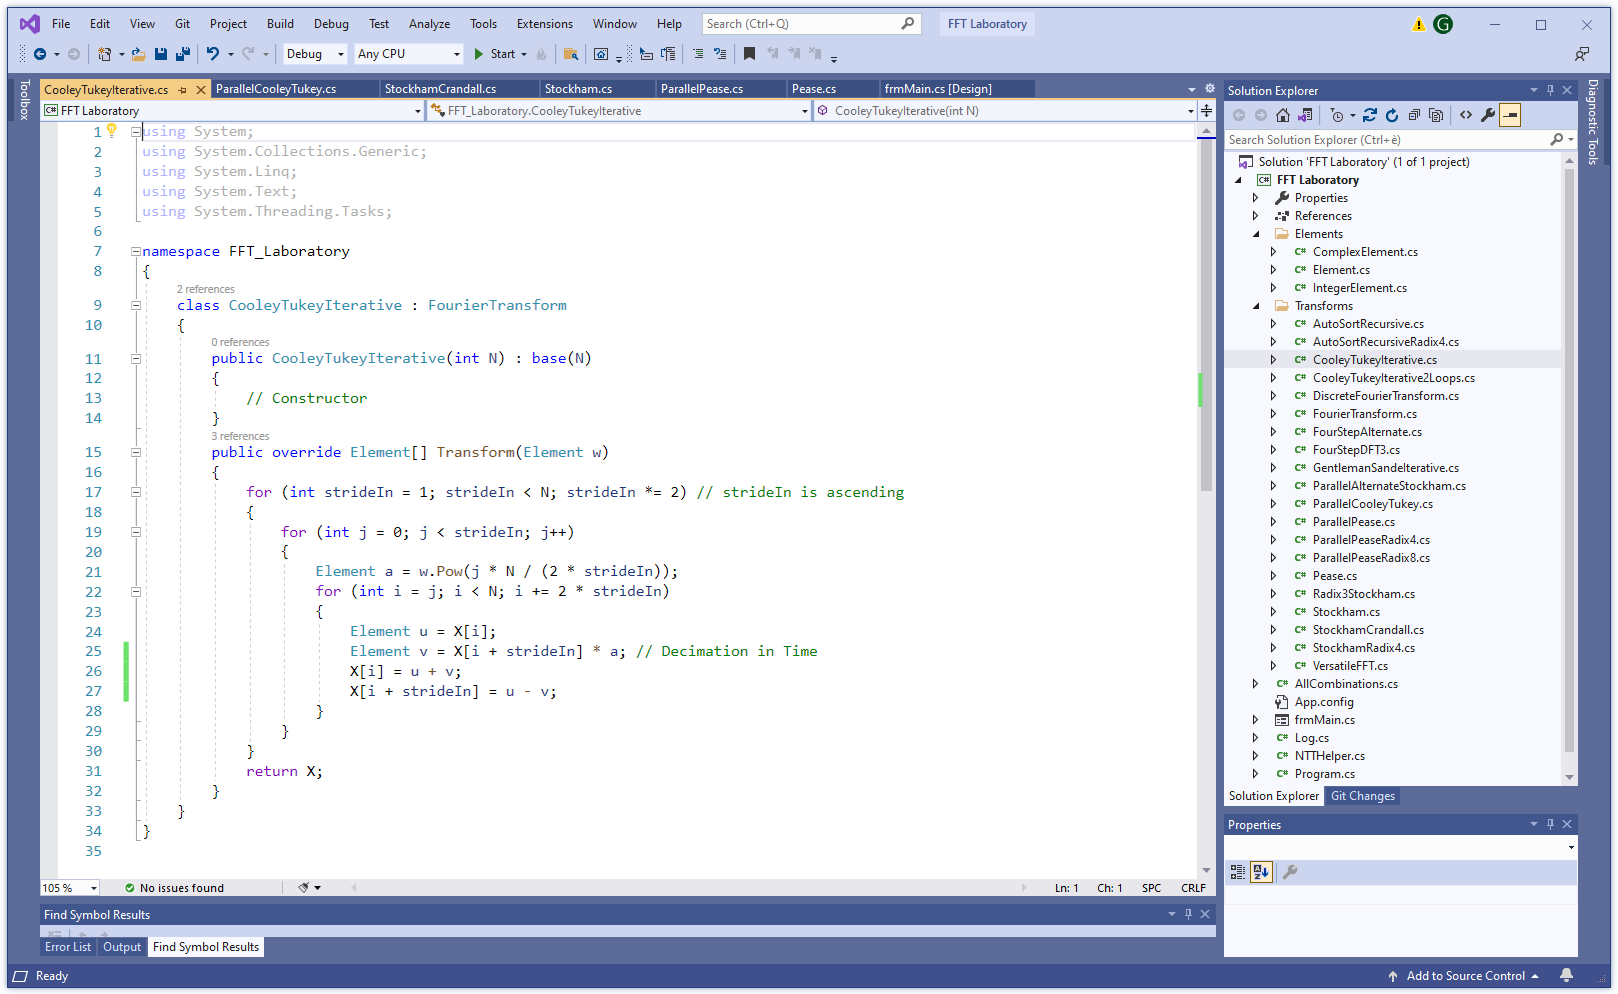 File Edit View Git Project Build Debug Test Analyze Tools Extensions Window Help Search (Ctrl+Q) FFT Laboratory G
Debug Any CPU Start
Toolbox
CooleyTukeyIterative.cs ParallelCooleyTukey.cs StockhamCrandall.cs Stockham.cs ParallelPease.cs Pease.cs frmMain.cs [Design]
FFT Laboratory FFT_Laboratory.CooleyTukeyIterative CooleyTukeyIterative(int N)
1 using System;
2 using System.Collections.Generic;
3 using System.Linq;
4 using System.Text;
5 using System.Threading.Tasks;
6
7 namespace FFT_Laboratory
8 {
2 references
9 class CooleyTukeyIterative : FourierTransform
10 {
0 references
11 public CooleyTukeyIterative(int N) : base(N)
12 {
13 // Constructor
14 }
3 references
15 public override Element[] Transform(Element w)
16 {
17 for (int strideIn = 1; strideIn < N; strideIn *= 2) // strideIn is ascending
18 {
19 for (int j = 0; j < strideIn; j++)
20 {
21 Element a = w.Pow(j * N / (2 * strideIn));
22 for (int i = j; i < N; i += 2 * strideIn)
23 {
24 Element u = X[i];
25 Element v = X[i + strideIn] * a; // Decimation in Time
26 X[i] = u + v;
27 X[i + strideIn] = u - v;
28 }
29 }
30 }
31 return X;
32 }
33 }
34 }
35
105 % No issues found Ln: 1 Ch: 1 SPC CRLF
Find Symbol Results
Error List Output Find Symbol Results
Solution Explorer
Search Solution Explorer (Ctrl+è)
Solution 'FFT Laboratory' (1 of 1 project)
C# FFT Laboratory
Properties
References
Elements
C# ComplexElement.cs
C# Element.cs
C# IntegerElement.cs
Transforms
C# AutoSortRecursive.cs
C# AutoSortRecursiveRadix4.cs
C# CooleyTukeyIterative.cs
C# CooleyTukeyIterative2Loops.cs
C# DiscreteFourierTransform.cs
C# FourierTransform.cs
C# FourStepAlternate.cs
C# FourStepDFT3.cs
C# GentlemanSandeIterative.cs
C# ParallelAlternateStockham.cs
C# ParallelCooleyTukey.cs
C# ParallelPease.cs
C# ParallelPeaseRadix4.cs
C# ParallelPeaseRadix8.cs
C# Pease.cs
C# Radix3Stockham.cs
C# Stockham.cs
C# StockhamCrandall.cs
C# StockhamRadix4.cs
C# VersatileFFT.cs
C# AllCombinations.cs
App.config
frmMain.cs
C# Log.cs
C# NTTHelper.cs
C# Program.cs
Solution Explorer Git Changes
Properties
Diagnostic Tools
Ready Add to Source Control